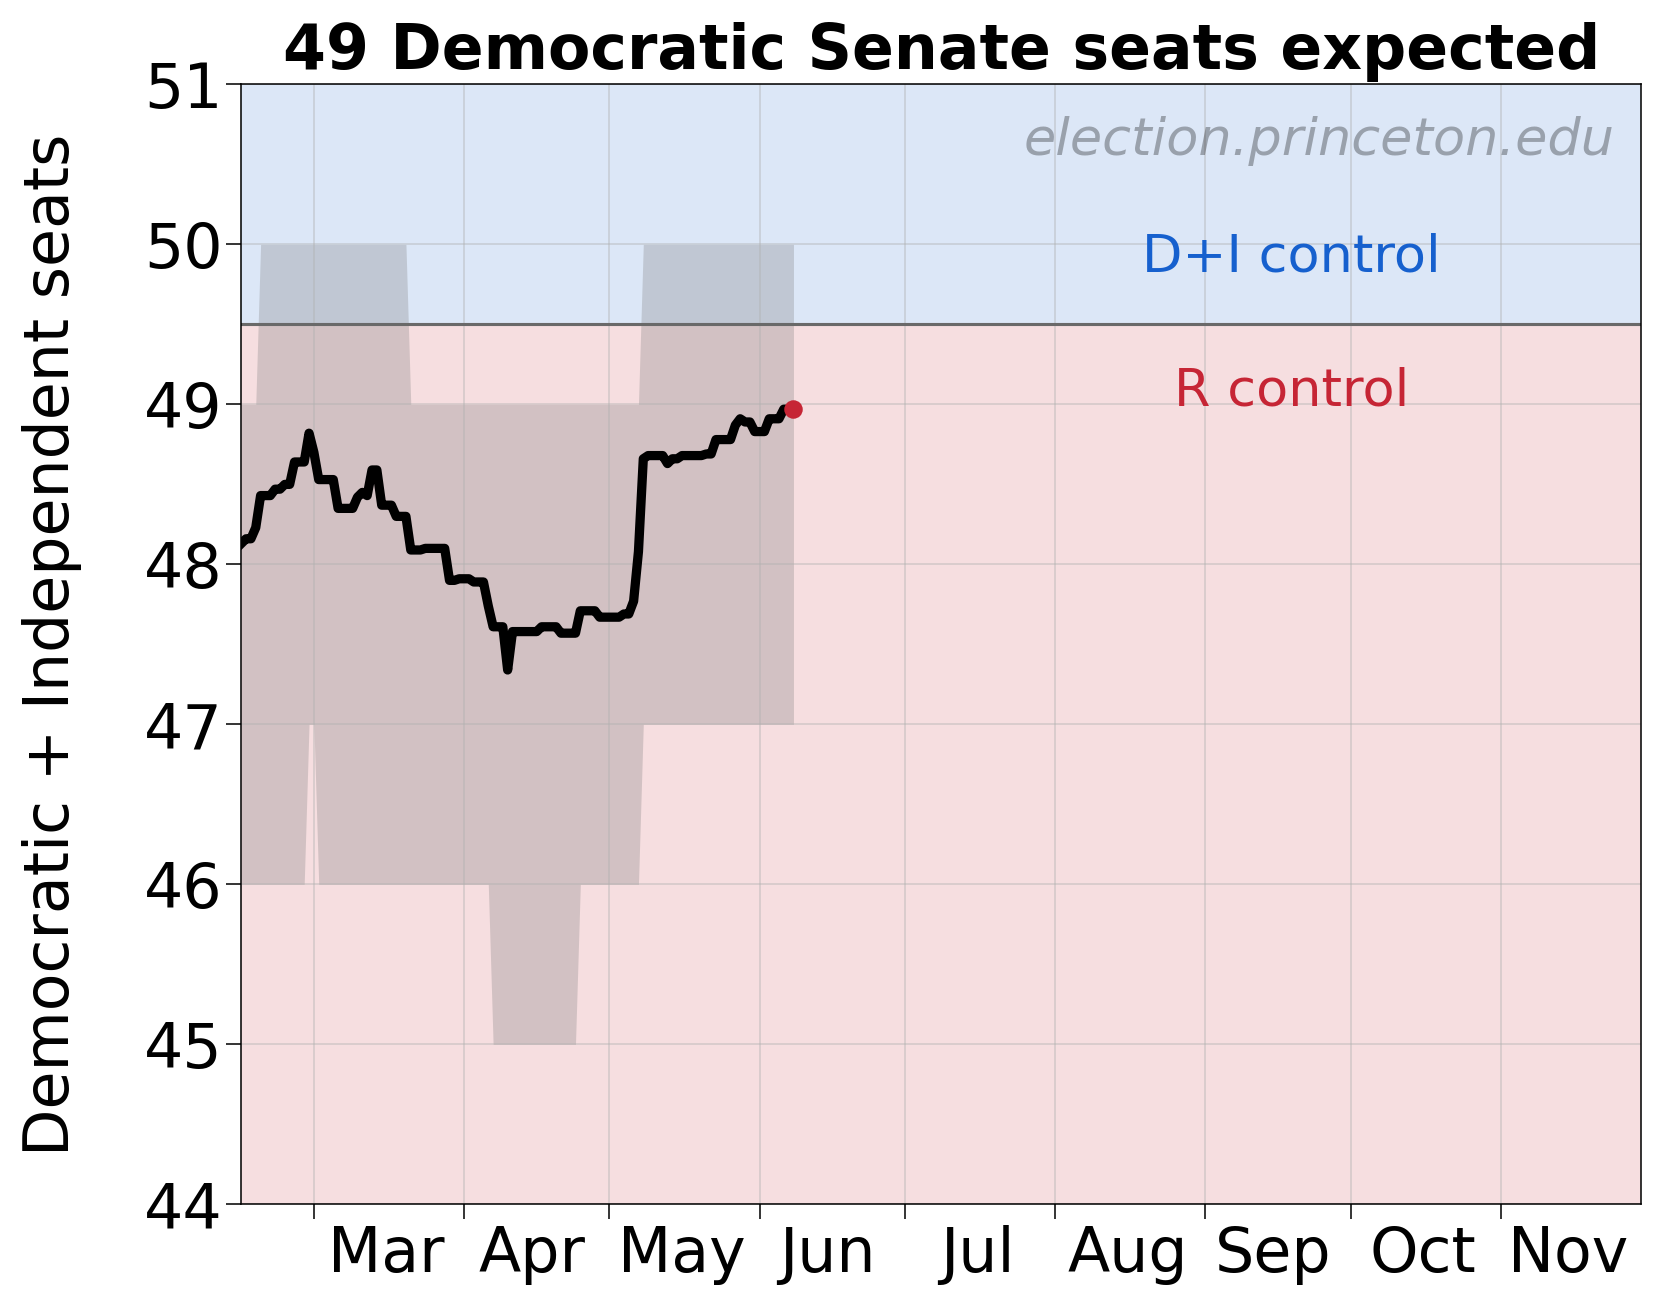 49 Democratic Senate seats expected
Democratic + Independent seats
51
50
49
48
47
46
45
44
election.princeton.edu
D+I control
R control
Mar Apr May Jun Jul Aug Sep Oct Nov